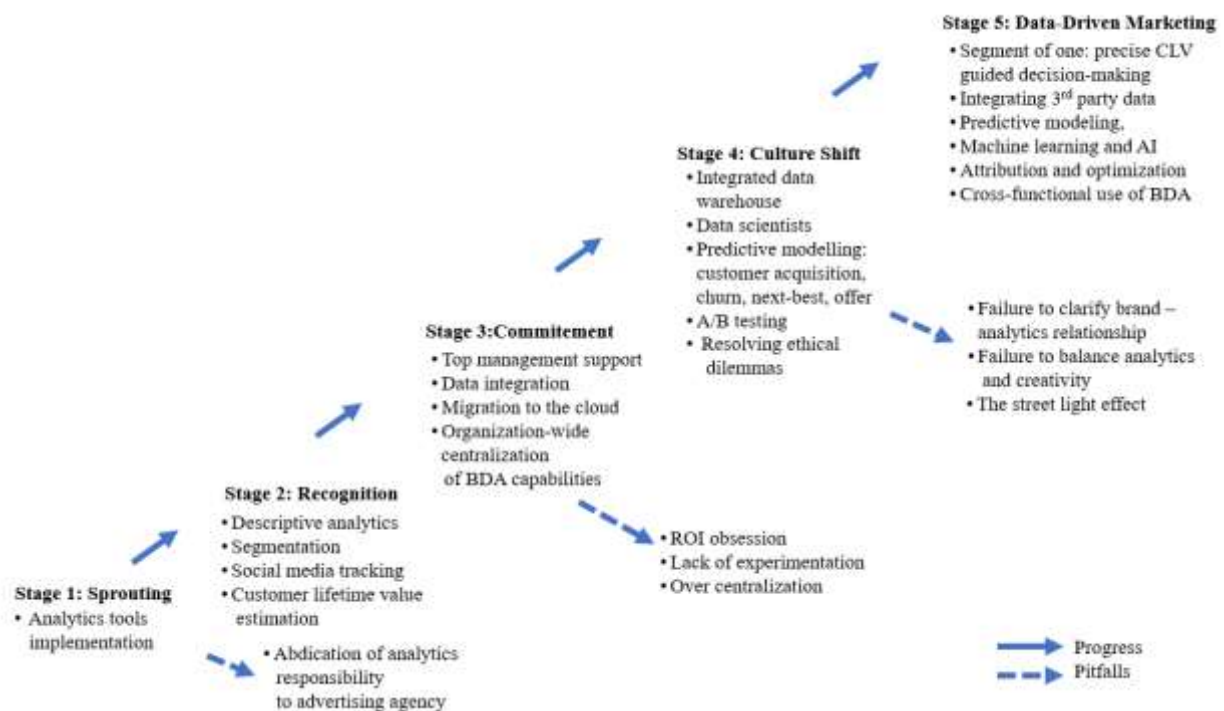 Stage 5: Data-Driven Marketing
• Segment of one: precise CLV
guided decision-making
• Integrating 3rd party data
• Predictive modeling,
• Machine learning and AI
• Attribution and optimization
• Cross-functional use of BDA
Stage 4: Culture Shift
• Integrated data
warehouse
• Data scientists
• Predictive modelling:
customer acquisition,
churn, next-best, offer
• A/B testing
• Resolving ethical
dilemmas
• Failure to clarify brand –
analytics relationship
• Failure to balance analytics
and creativity
• The street light effect
Stage 3:Commitement
• Top management support
• Data integration
• Migration to the cloud
• Organization-wide
centralization
of BDA capabilities
• ROI obsession
• Lack of experimentation
• Over centralization
Stage 2: Recognition
• Descriptive analytics
• Segmentation
• Social media tracking
• Customer lifetime value
estimation
Stage 1: Sprouting
• Analytics tools
implementation
• Abdication of analytics
responsibility
to advertising agency
Progress
Pitfalls